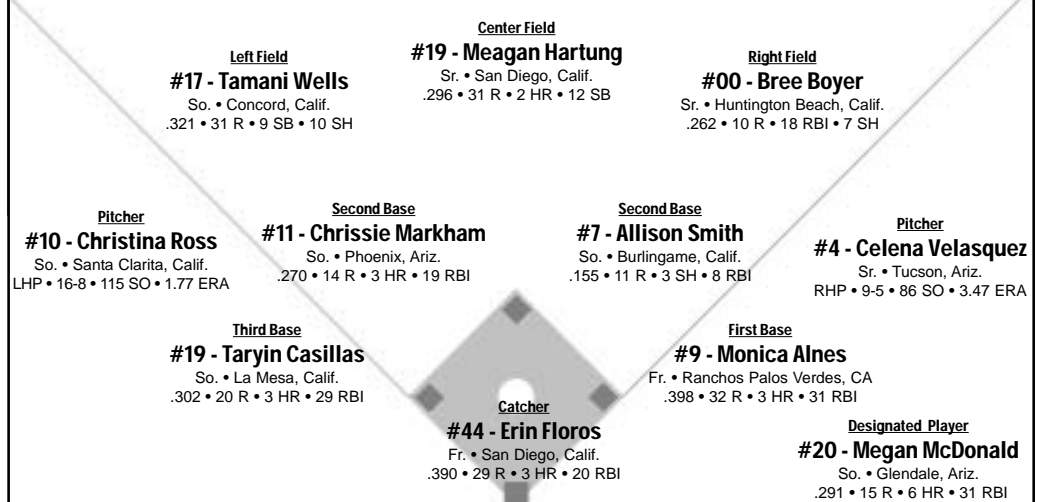 Center Field
#19 - Meagan Hartung
Sr. • San Diego, Calif.
.296 • 31 R • 2 HR • 12 SB
Left Field
#17 - Tamani Wells
So. • Concord, Calif.
.321 • 31 R • 9 SB • 10 SH
Right Field
#00 - Bree Boyer
Sr. • Huntington Beach, Calif.
.262 • 10 R • 18 RBI • 7 SH
Pitcher
#10 - Christina Ross
So. • Santa Clarita, Calif.
LHP • 16-8 • 115 SO • 1.77 ERA
Second Base
#11 - Chrissie Markham
So. • Phoenix, Ariz.
.270 • 14 R • 3 HR • 19 RBI
Second Base
#7 - Allison Smith
So. • Burlingame, Calif.
.155 • 11 R • 3 SH • 8 RBI
Pitcher
#4 - Celena Velasquez
Sr. • Tucson, Ariz.
RHP • 9-5 • 86 SO • 3.47 ERA
Third Base
#19 - Taryin Casillas
So. • La Mesa, Calif.
.302 • 20 R • 3 HR • 29 RBI
First Base
#9 - Monica Alnes
Fr. • Ranchos Palos Verdes, CA
.398 • 32 R • 3 HR • 31 RBI
Catcher
#44 - Erin Floros
Fr. • San Diego, Calif.
.390 • 29 R • 3 HR • 20 RBI
Designated Player
#20 - Megan McDonald
So. • Glendale, Ariz.
.291 • 15 R • 6 HR • 31 RBI